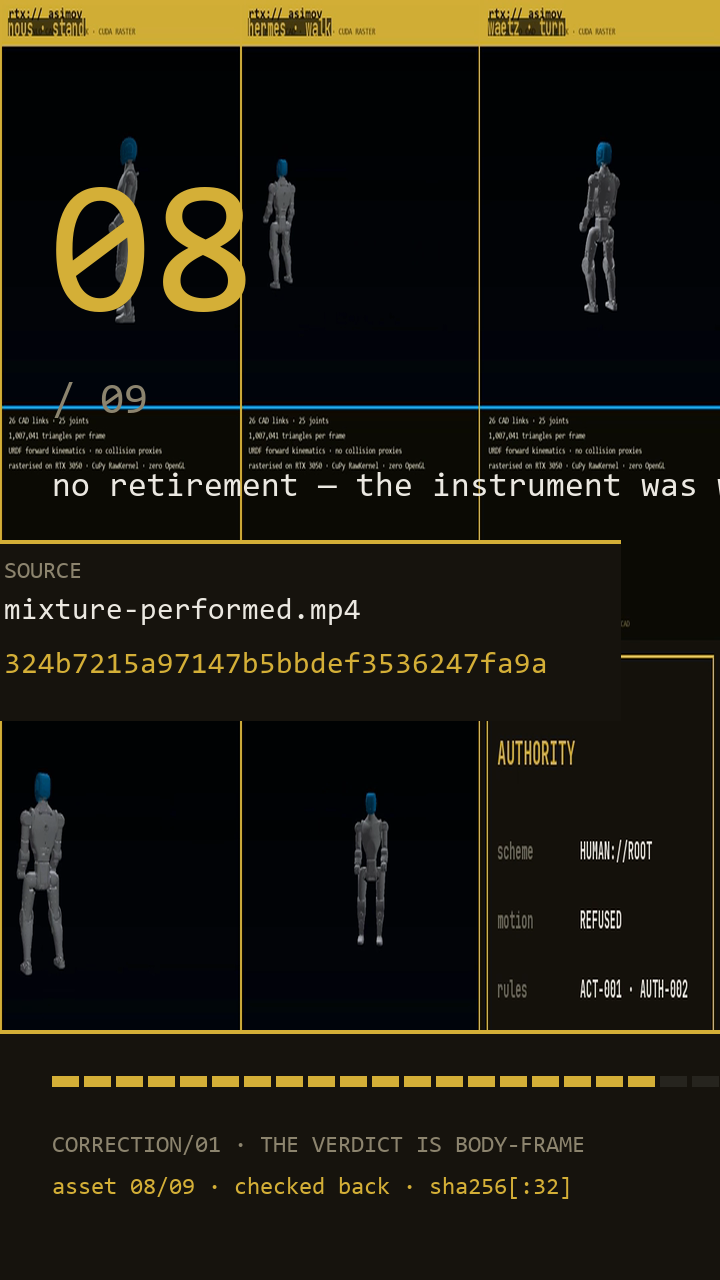 rtx:// asimov
nous · stand
· CUDA RASTER
rtx:// asimov
hermes · walk
· CUDA RASTER
rtx:// asimov
waetz · turn
· CUDA RASTER
08
/ 09
26 CAD links · 25 joints
1,007,041 triangles per frame
URDF forward kinematics · no collision proxies
rasterised on RTX 3050 · CuPy RawKernel · zero OpenGL
26 CAD links · 25 joints
1,007,041 triangles per frame
URDF forward kinematics · no collision proxies
rasterised on RTX 3050 · CuPy RawKernel · zero OpenGL
26 CAD links · 25 joints
1,007,041 triangles per frame
URDF forward kinematics · no collision proxies
rasterised on RTX 3050 · CuPy RawKernel · zero OpenGL
no retirement — the instrument was
SOURCE
mixture-performed.mp4
324b7215a97147b5bbdef3536247fa9a
AUTHORITY
scheme HUMAN://ROOT
motion REFUSED
rules ACT-001 · AUTH-002
CORRECTION/01 · THE VERDICT IS BODY-FRAME
asset 08/09 · checked back · sha256[:32]